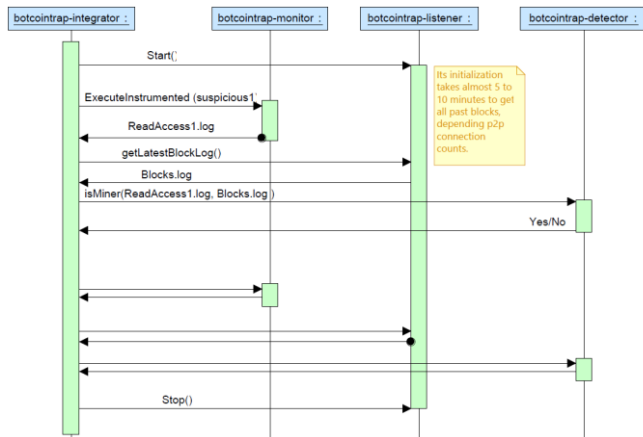 botcointrap-integrator :
botcointrap-monitor :
botcointrap-listener :
botcointrap-detector :
Start()
Its initialization
takes almost 5 to
10 minutes to get
all past blocks,
depending p2p
connection
counts.
ExecuteInstrumented (suspicious1)
ReadAccess1.log
getLatestBlockLog()
Blocks.log
isMiner(ReadAccess1.log, Blocks.log )
Yes/No
Stop()